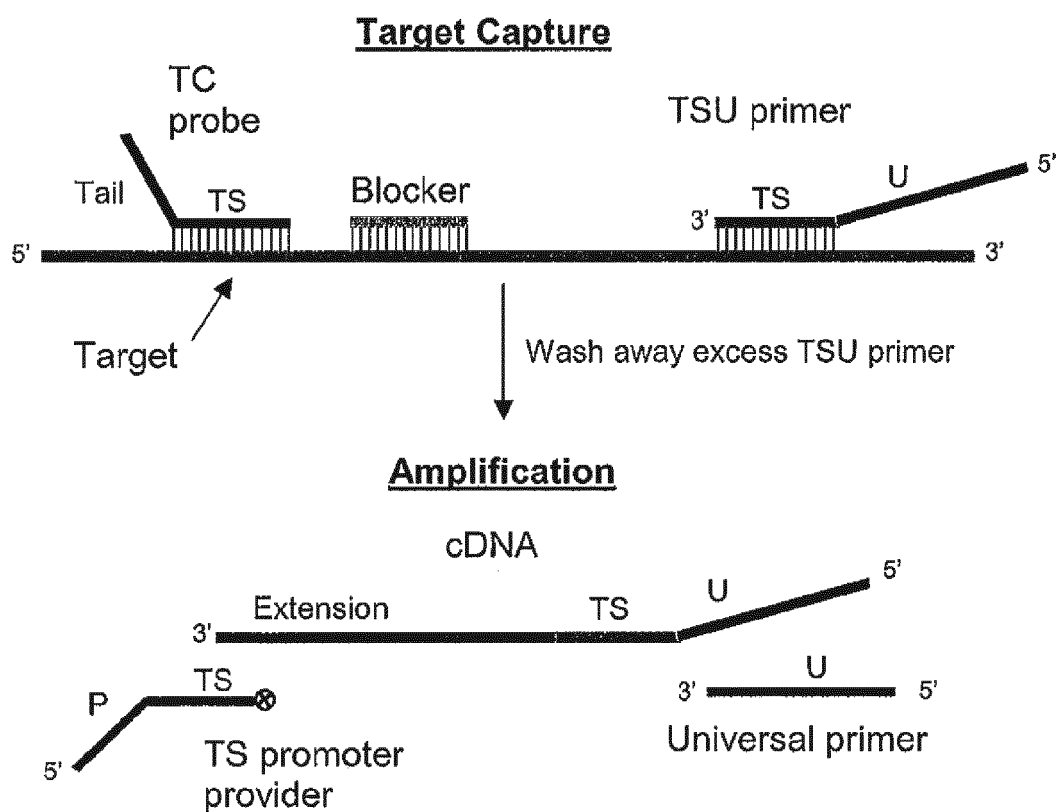 Target Capture
TC
probe
TSU primer
5'
Tail
TS
Blocker
3'
TS
U
5'
3'
Target
Wash away excess TSU primer
Amplification
cDNA
3'
Extension
TS
U
5'
P
TS
3'
U
5'
5'
TS promoter
provider
Universal primer